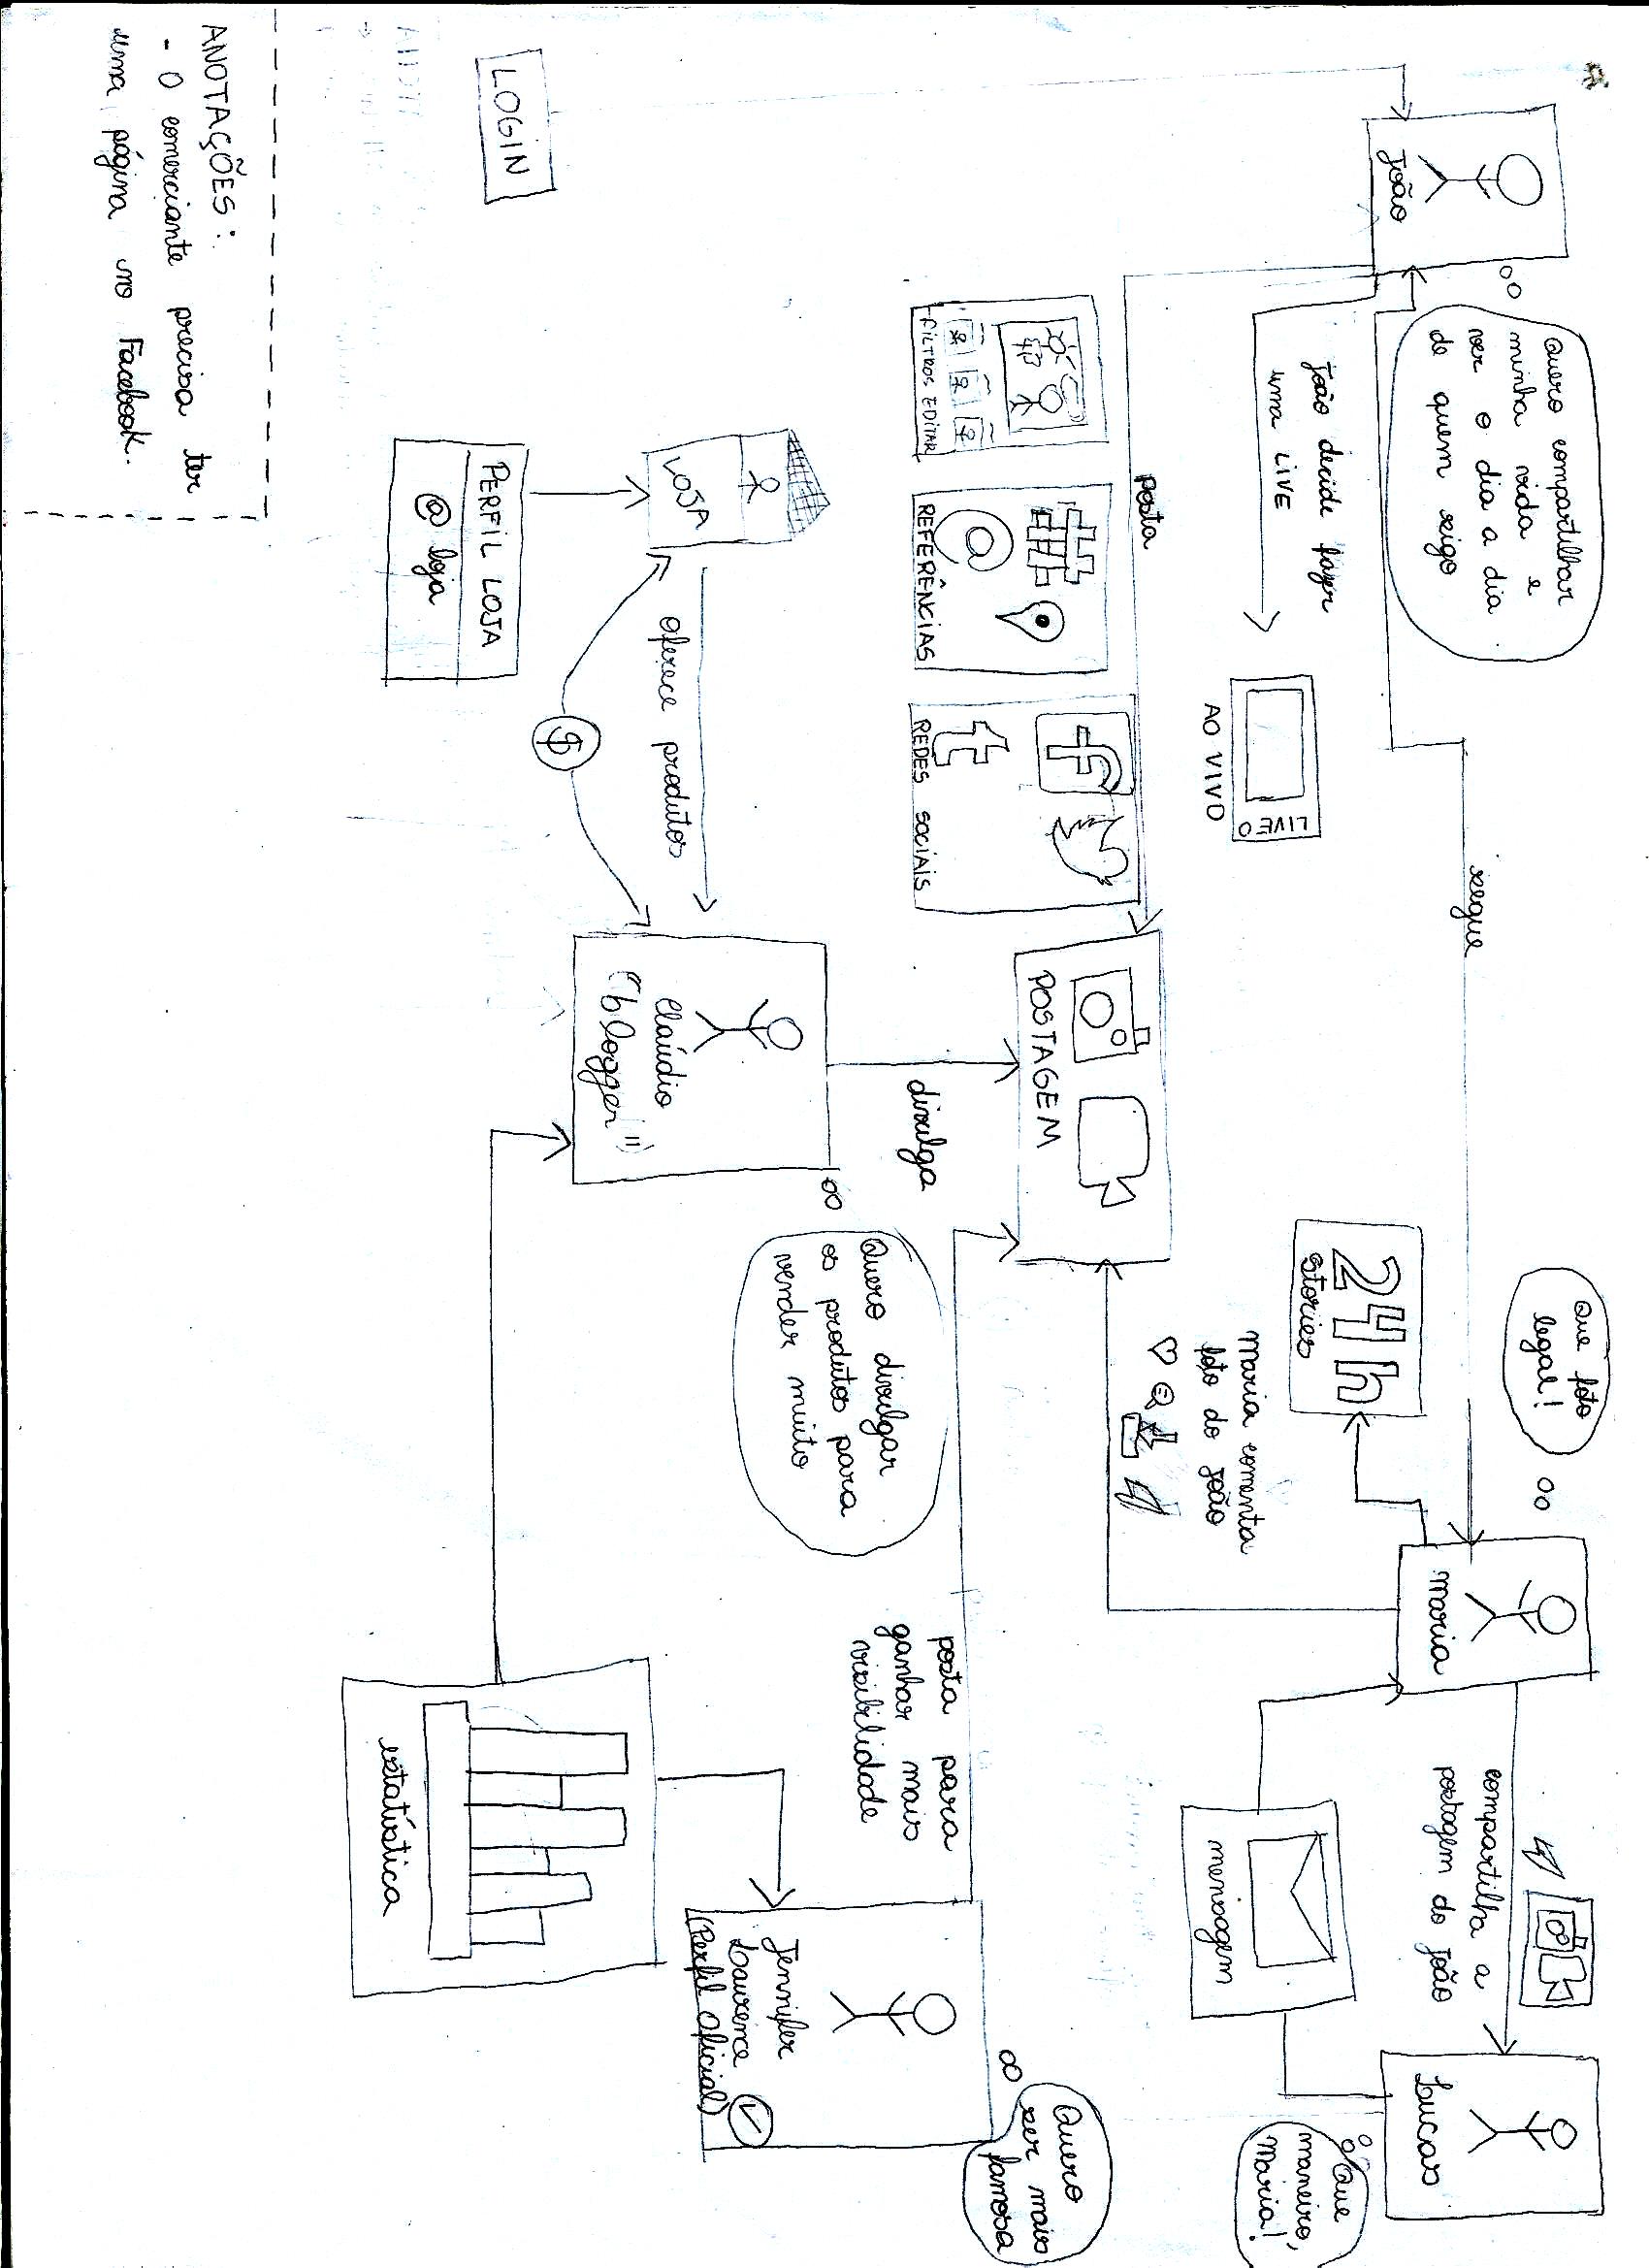 João
Quero compartilhar
minha vida e
ver o dia a dia
de quem sigo
segue
Que foto
legal!
maria
compartilha a
postagem do João
Lucas
Que
maneiro,
Maria!
mensagem
João decide fazer
uma LIVE
LIVE
AO VIVO
24h
stories
maria comenta
foto do João
posta
FILTROS EDITAR
#
@
REFERÊNCIAS
f
t
REDES SOCIAIS
POSTAGEM
divulga
posta para
ganhar mais
visibilidade
Quero
ser mais
famosa
Jennifer
Lawrence
(Perfil oficial)
LOGIN
LOJA
oferece produtos
$
PERFIL LOJA
@ loja
Claúdio
("blogger")
Quero divulgar
os produtos para
vender muito
estatística
ANOTAÇÕES:
- O comerciante precisa ter
uma página no Facebook.